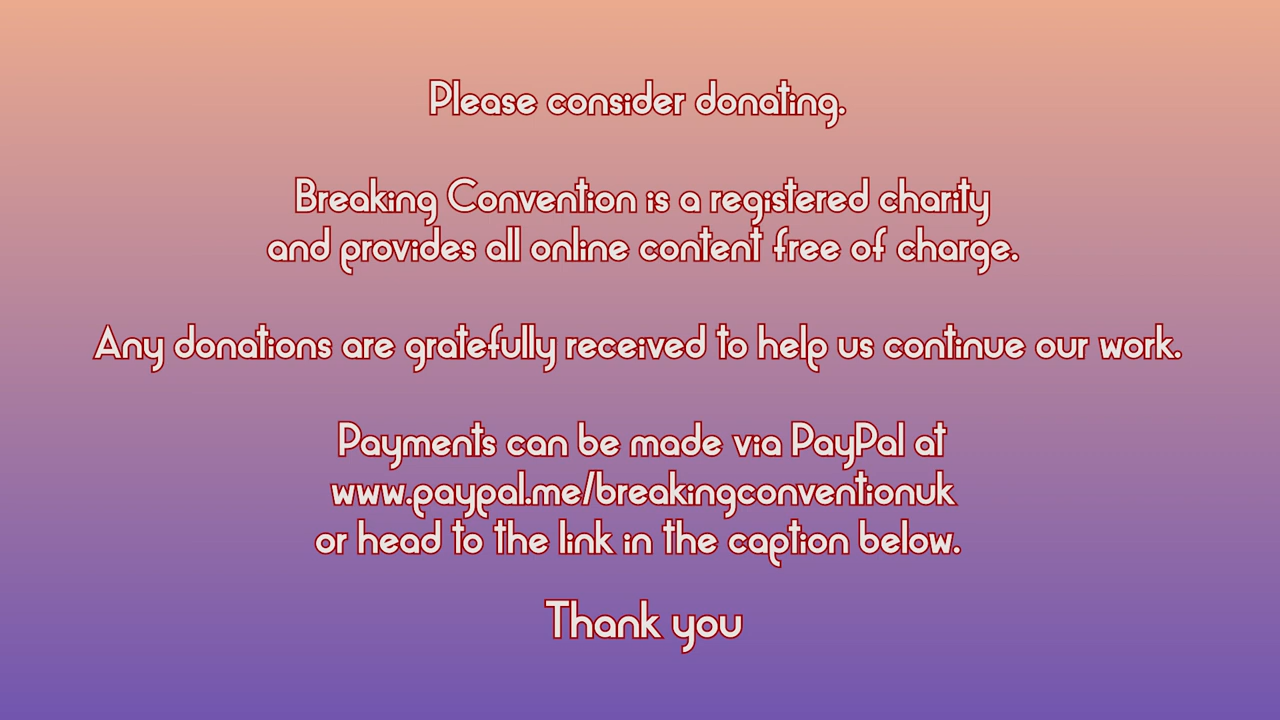 Please consider donating.
Breaking Convention is a registered charity
and provides all online content free of charge.
Any donations are gratefully received to help us continue our work.
Payments can be made via PayPal at
www.paypal.me/breakingconventionuk
or head to the link in the caption below.
Thank you